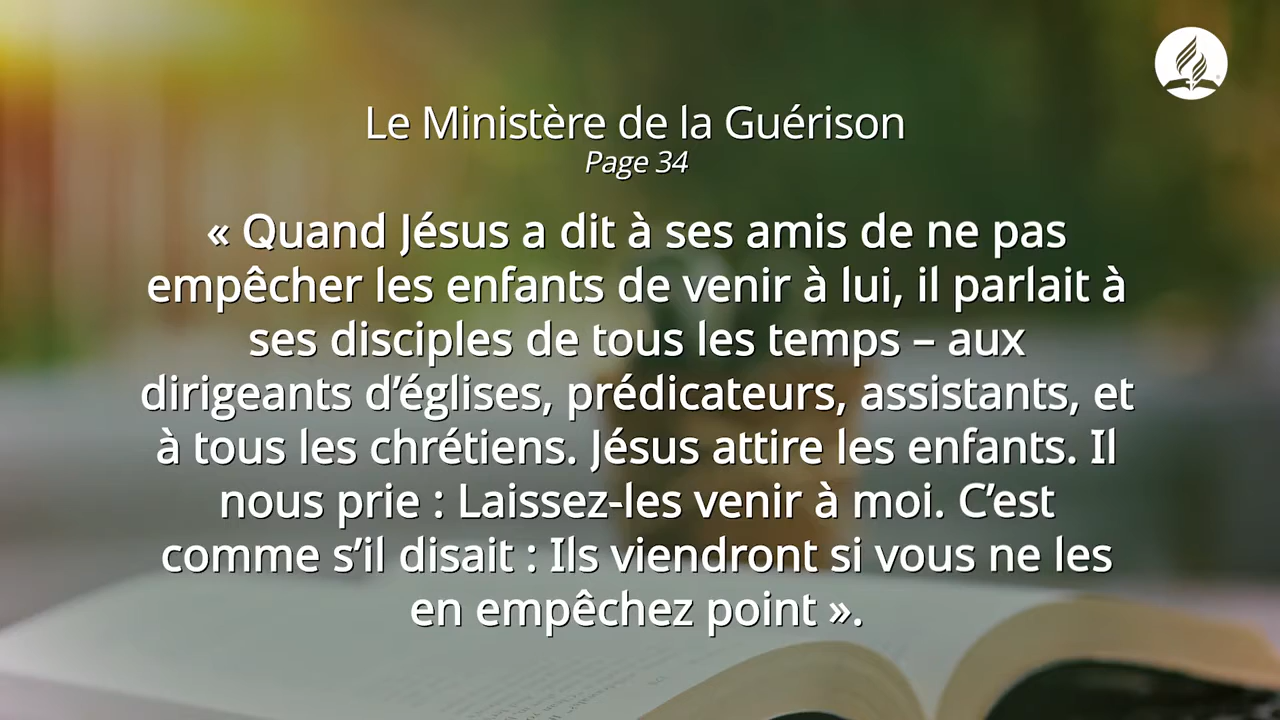 Le Ministère de la Guérison
Page 34
« Quand Jésus a dit à ses amis de ne pas
empêcher les enfants de venir à lui, il parlait à
ses disciples de tous les temps – aux
dirigeants d’églises, prédicateurs, assistants, et
à tous les chrétiens. Jésus attire les enfants. Il
nous prie : Laissez-les venir à moi. C’est
comme s’il disait : Ils viendront si vous ne les
en empêchez point ».